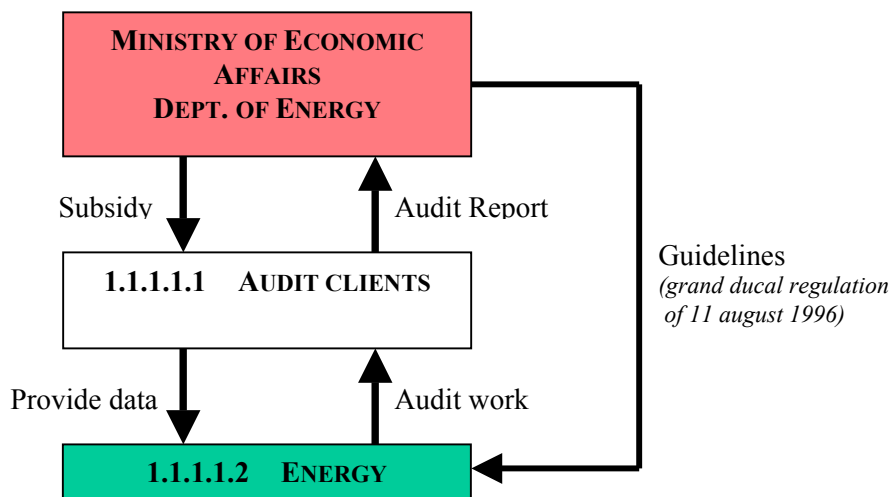 MINISTRY OF ECONOMIC
AFFAIRS
DEPT. OF ENERGY
Subsidy
Audit Report
1.1.1.1.1 AUDIT CLIENTS
Guidelines
(grand ducal regulation
of 11 august 1996)
Provide data
Audit work
1.1.1.1.2 ENERGY